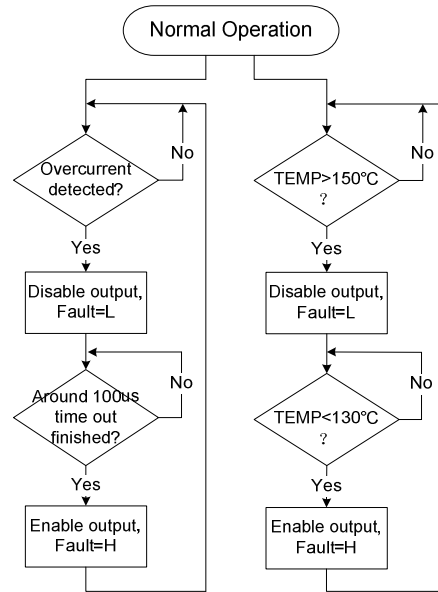 Normal Operation
Overcurrent
detected?
No
Yes
Disable output,
Fault=L
Around 100us
time out
finished?
No
Yes
Enable output,
Fault=H
TEMP>150℃
？
No
Yes
Disable output,
Fault=L
TEMP<130℃
？
No
Yes
Enable output,
Fault=H